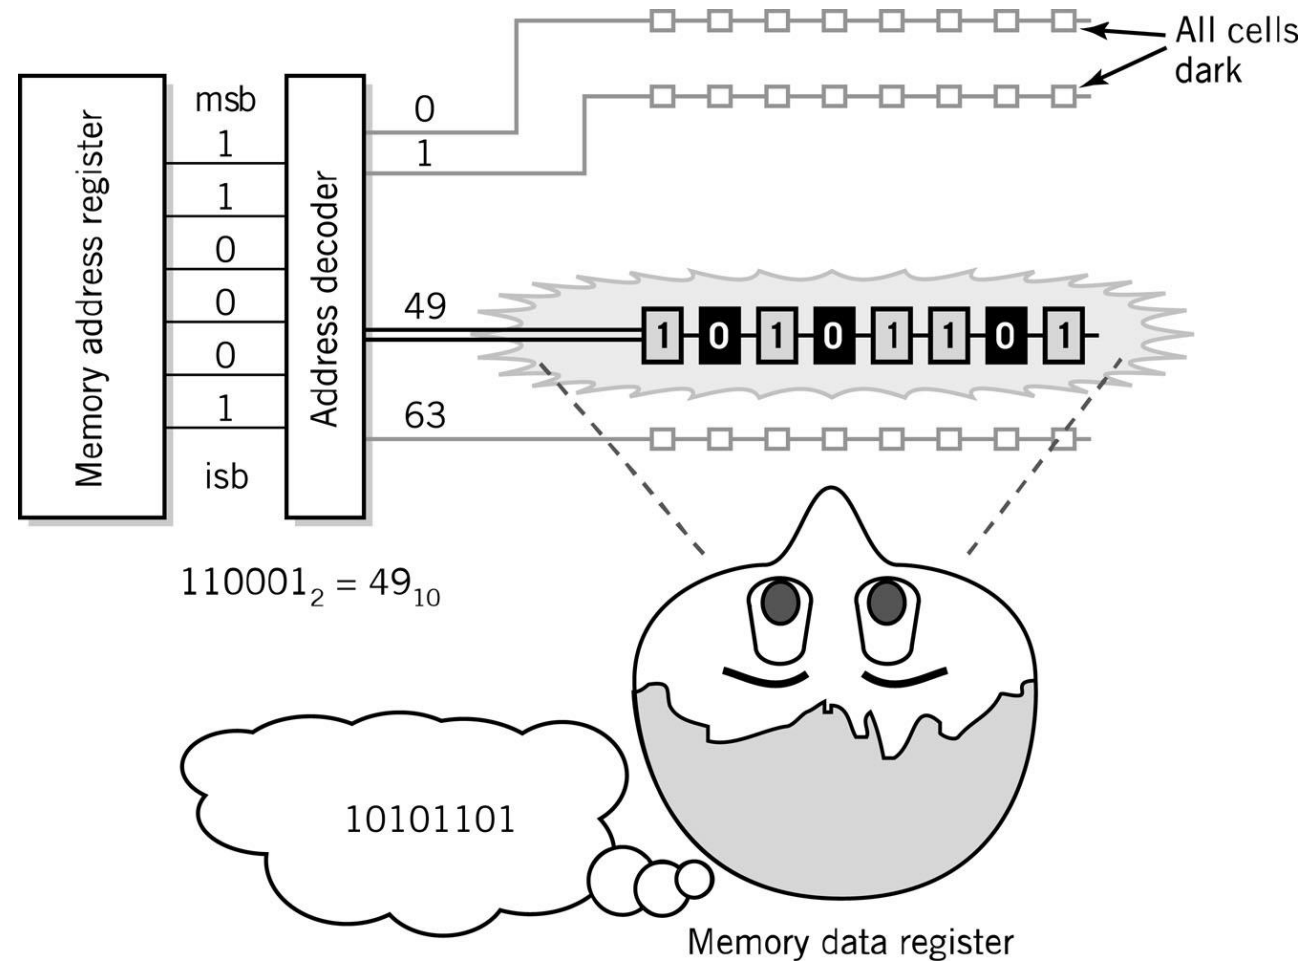 All cells
dark
Memory address register
msb
1
1
0
0
0
1
isb
Address decoder
0
1
49
63
1 0 1 0 1 1 0 1
110001₂ = 49₁₀
10101101
Memory data register